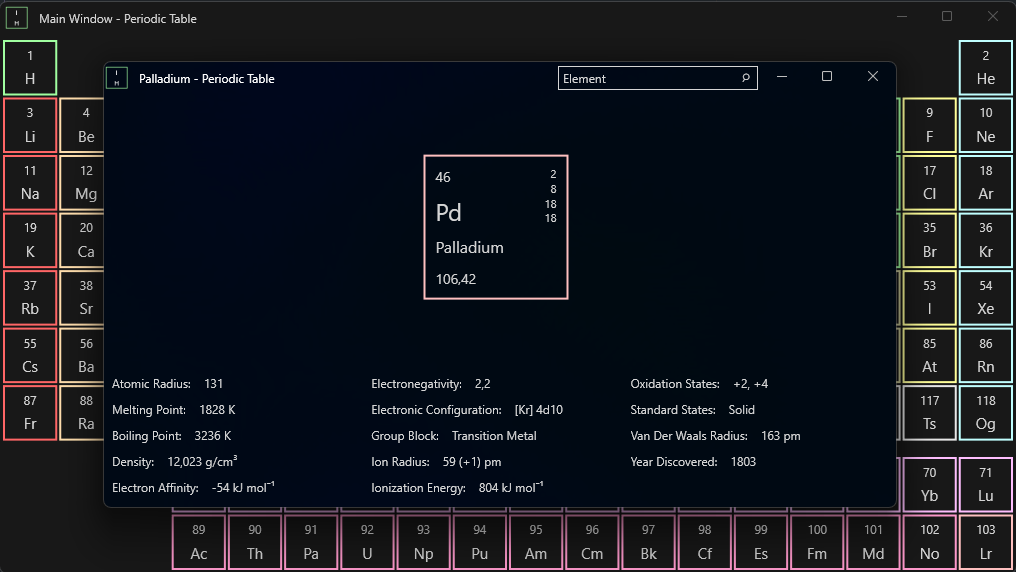 Main Window - Periodic Table
1
H
2
He
Palladium - Periodic Table
Element
3
Li
4
Be
9
F
10
Ne
11
Na
12
Mg
17
Cl
18
Ar
19
K
20
Ca
35
Br
36
Kr
37
Rb
38
Sr
53
I
54
Xe
55
Cs
56
Ba
85
At
86
Rn
87
Fr
88
Ra
117
Ts
118
Og
46
2
8
18
18
Pd
Palladium
106,42
Atomic Radius: 131
Melting Point: 1828 K
Boiling Point: 3236 K
Density: 12,023 g/cm³
Electron Affinity: -54 kJ mol⁻¹
Electronegativity: 2,2
Electronic Configuration: [Kr] 4d10
Group Block: Transition Metal
Ion Radius: 59 (+1) pm
Ionization Energy: 804 kJ mol⁻¹
Oxidation States: +2, +4
Standard States: Solid
Van Der Waals Radius: 163 pm
Year Discovered: 1803
70
Yb
71
Lu
89
Ac
90
Th
91
Pa
92
U
93
Np
94
Pu
95
Am
96
Cm
97
Bk
98
Cf
99
Es
100
Fm
101
Md
102
No
103
Lr